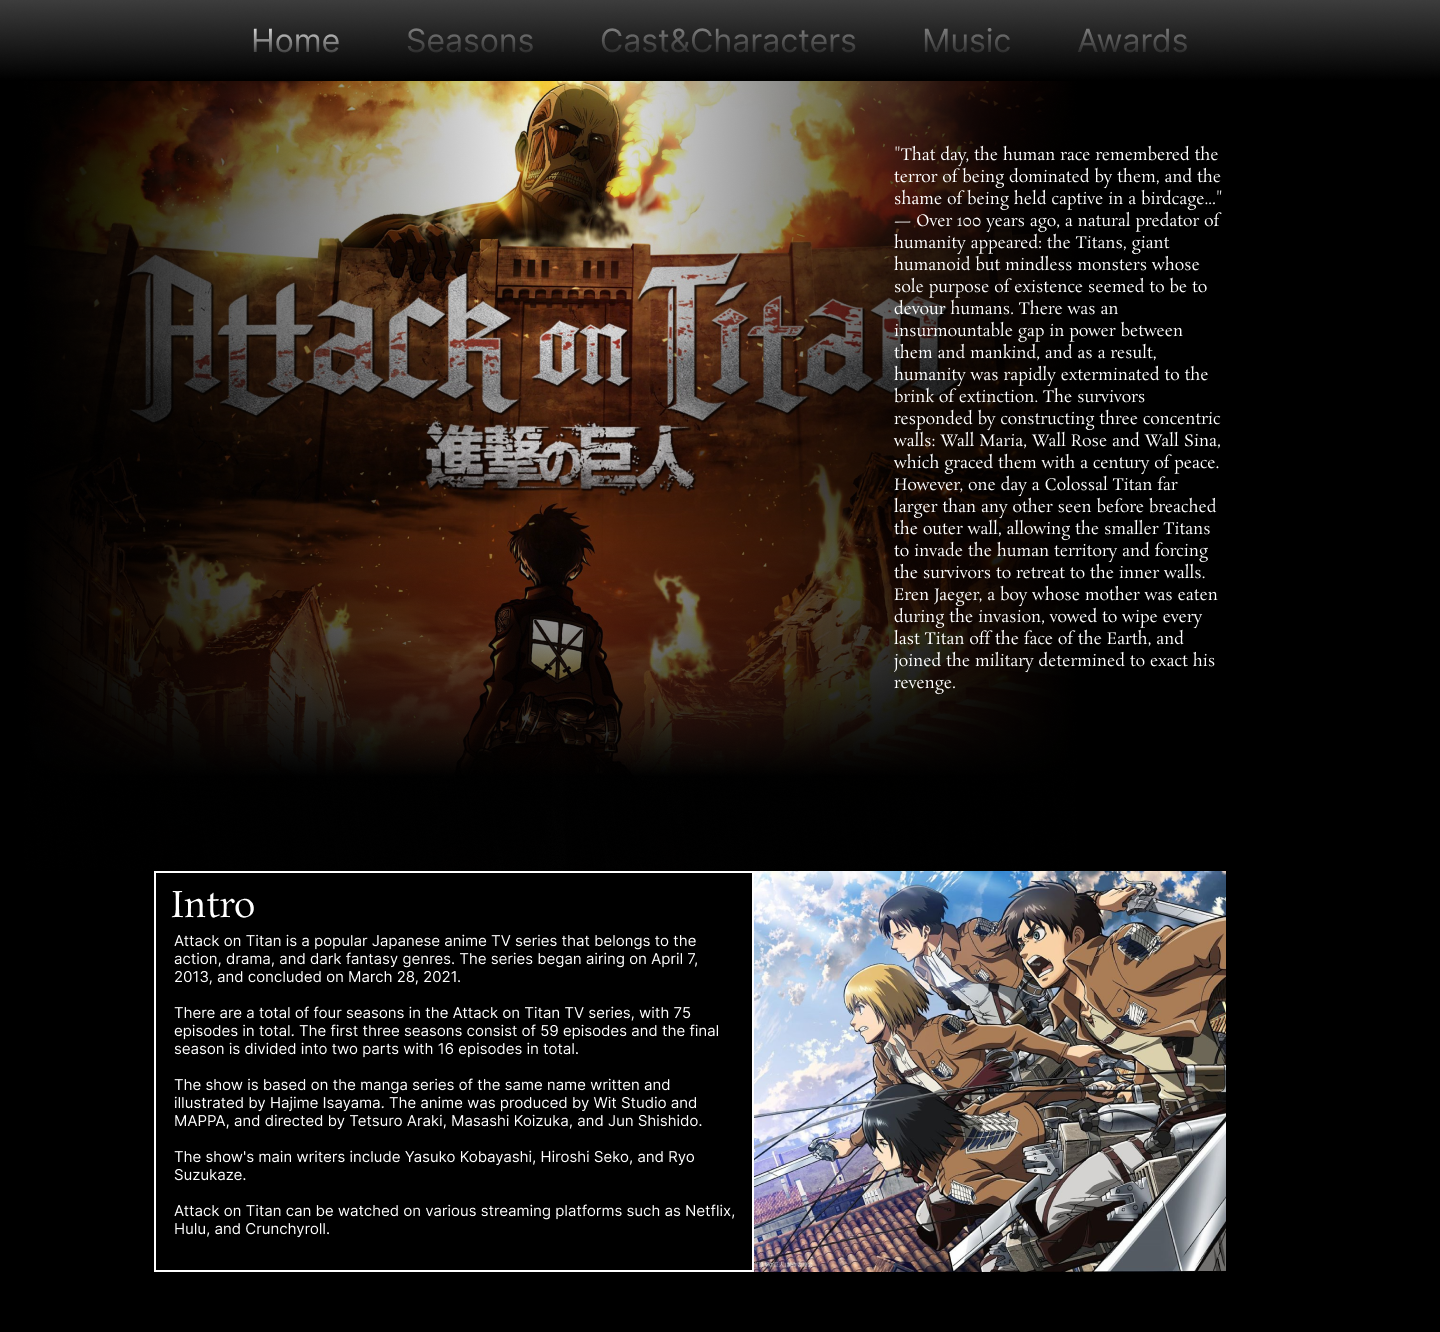 Home Seasons Cast&Characters Music Awards
Attack on Titan
進撃の巨人
"That day, the human race remembered the
terror of being dominated by them, and the
shame of being held captive in a birdcage..."
— Over 100 years ago, a natural predator of
humanity appeared: the Titans, giant
humanoid but mindless monsters whose
sole purpose of existence seemed to be to
devour humans. There was an
insurmountable gap in power between
them and mankind, and as a result,
humanity was rapidly exterminated to the
brink of extinction. The survivors
responded by constructing three concentric
walls: Wall Maria, Wall Rose and Wall Sina,
which graced them with a century of peace.
However, one day a Colossal Titan far
larger than any other seen before breached
the outer wall, allowing the smaller Titans
to invade the human territory and forcing
the survivors to retreat to the inner walls.
Eren Jaeger, a boy whose mother was eaten
during the invasion, vowed to wipe every
last Titan off the face of the Earth, and
joined the military determined to exact his
revenge.
Intro
Attack on Titan is a popular Japanese anime TV series that belongs to the
action, drama, and dark fantasy genres. The series began airing on April 7,
2013, and concluded on March 28, 2021.
There are a total of four seasons in the Attack on Titan TV series, with 75
episodes in total. The first three seasons consist of 59 episodes and the final
season is divided into two parts with 16 episodes in total.
The show is based on the manga series of the same name written and
illustrated by Hajime Isayama. The anime was produced by Wit Studio and
MAPPA, and directed by Tetsuro Araki, Masashi Koizuka, and Jun Shishido.
The show's main writers include Yasuko Kobayashi, Hiroshi Seko, and Ryo
Suzukaze.
Attack on Titan can be watched on various streaming platforms such as Netflix,
Hulu, and Crunchyroll.